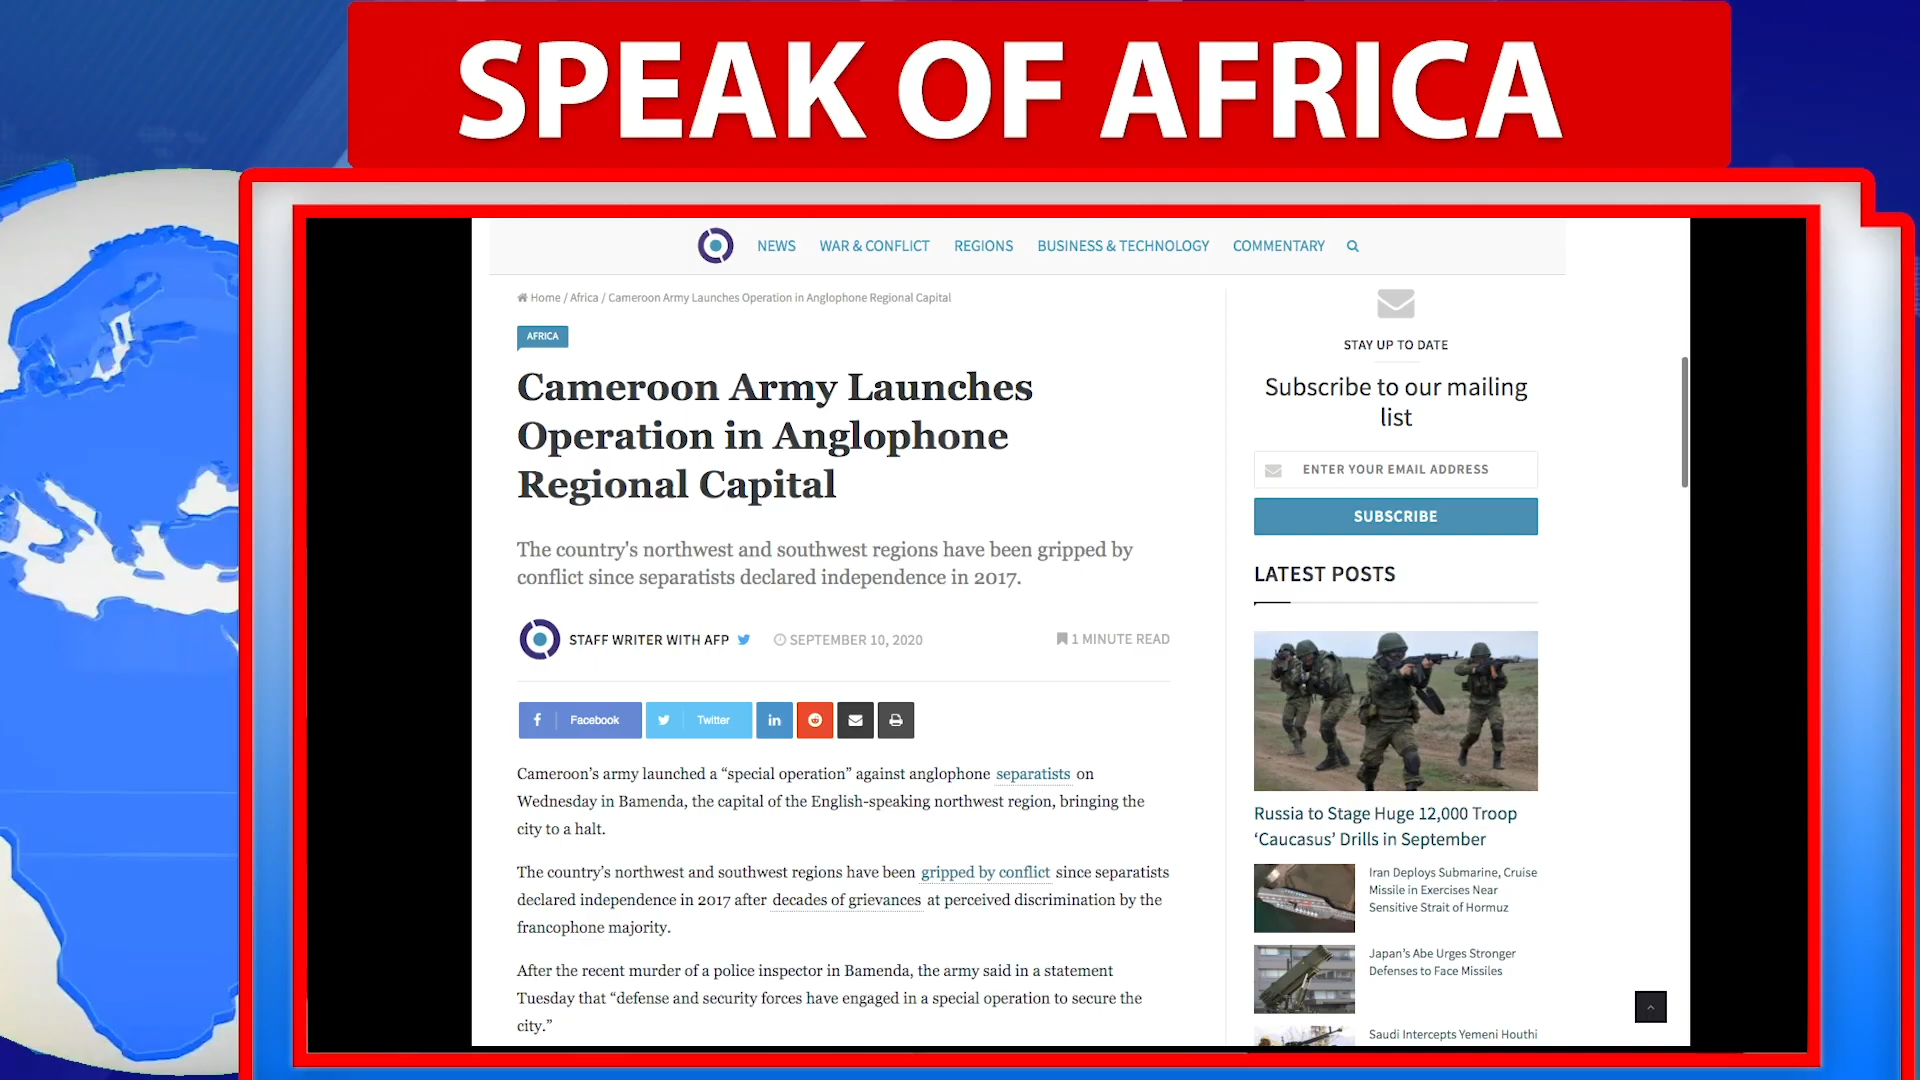 SPEAK OF AFRICA
NEWS WAR & CONFLICT REGIONS BUSINESS & TECHNOLOGY COMMENTARY
Home / Africa / Cameroon Army Launches Operation in Anglophone Regional Capital
AFRICA
Cameroon Army Launches
Operation in Anglophone
Regional Capital
The country's northwest and southwest regions have been gripped by
conflict since separatists declared independence in 2017.
STAFF WRITER WITH AFP SEPTEMBER 10, 2020 1 MINUTE READ
Facebook Twitter in
Cameroon’s army launched a “special operation” against anglophone separatists on
Wednesday in Bamenda, the capital of the English-speaking northwest region, bringing the
city to a halt.
The country’s northwest and southwest regions have been gripped by conflict since separatists
declared independence in 2017 after decades of grievances at perceived discrimination by the
francophone majority.
After the recent murder of a police inspector in Bamenda, the army said in a statement
Tuesday that “defense and security forces have engaged in a special operation to secure the
city.”
STAY UP TO DATE
Subscribe to our mailing
list
ENTER YOUR EMAIL ADDRESS
SUBSCRIBE
LATEST POSTS
Russia to Stage Huge 12,000 Troop
‘Caucasus’ Drills in September
Iran Deploys Submarine, Cruise
Missile in Exercises Near
Sensitive Strait of Hormuz
Japan’s Abe Urges Stronger
Defenses to Face Missiles
Saudi Intercepts Yemeni Houthi